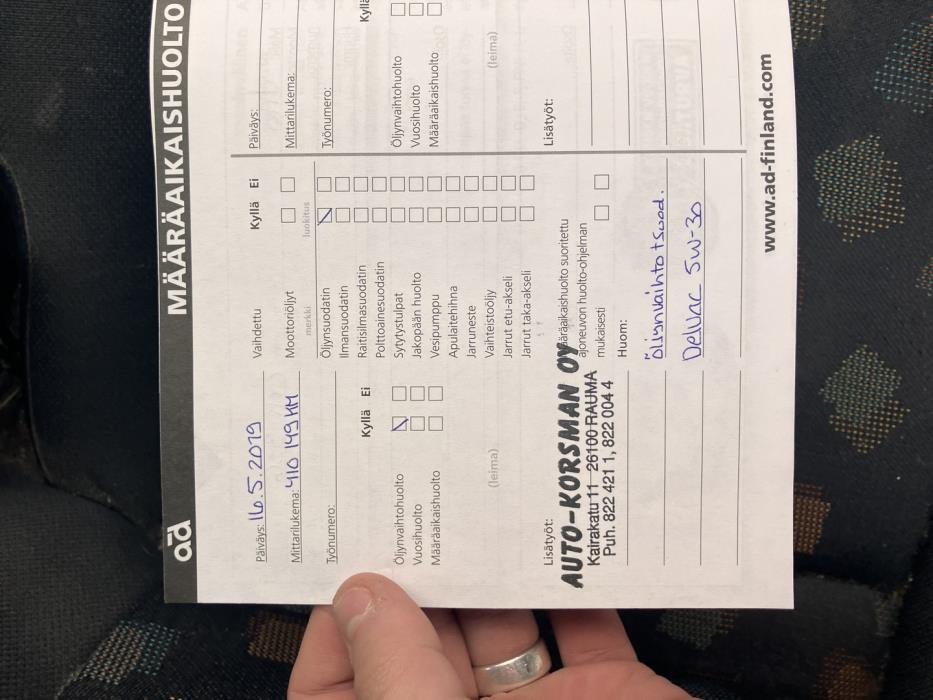 ad MÄÄRÄAIKAISHUOLTO
Päiväys: 16.5.2019
Mittarilukema: 410 149 KM
Työnumero:
Kyllä Ei
Öljynvaihtohuolto
Vuosihuolto
Määräaikaishuolto
(leima)
Lisätyöt:
AUTO-KORSMAN OY
Kairakatu 11 26100 RAUMA
Puh. 822 421 1, 822 004 4
Vaihdettu Kyllä Ei
Moottoriöljyt
merkki luokitus
Öljynsuodatin
Ilmansuodatin
Raitisilmasuodatin
Polttoainesuodatin
Sytytystulpat
Jakopään huolto
Vesipumppu
Apulaitehihna
Jarruneste
Vaihteistoöljy
Jarrut etu-akseli
Jarrut taka-akseli
Määräaikaishuolto suoritettu
ajoneuvon huolto-ohjelman
mukaisesti
Huom:
Öljynvaihto + suod.
Delvac 5W-30
Päiväys:
Mittarilukema:
Työnumero:
Kyllä
Öljynvaihtohuolto
Vuosihuolto
Määräaikaishuolto
(leima)
Lisätyöt:
www.ad-finland.com